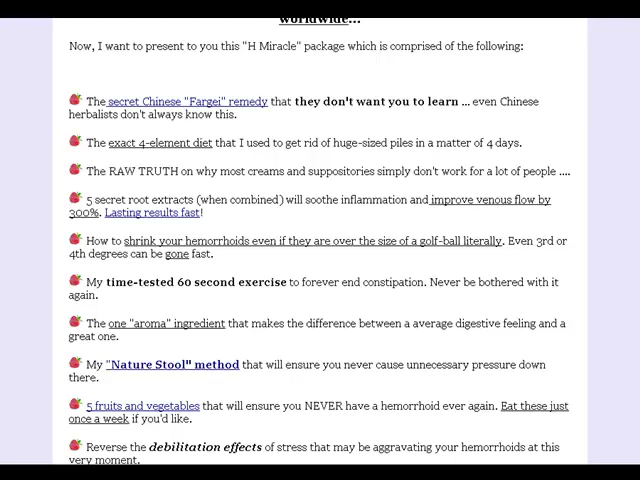 worldwide...
Now, I want to present to you this "H Miracle" package which is comprised of the following:
The secret Chinese "Fargei" remedy that they don't want you to learn ... even Chinese
herbalists don't always know this.
The exact 4-element diet that I used to get rid of huge-sized piles in a matter of 4 days.
The RAW TRUTH on why most creams and suppositories simply don't work for a lot of people ....
5 secret root extracts (when combined) will soothe inflammation and improve venous flow by
300%. Lasting results fast!
How to shrink your hemorrhoids even if they are over the size of a golf-ball literally. Even 3rd or
4th degrees can be gone fast.
My time-tested 60 second exercise to forever end constipation. Never be bothered with it
again.
The one "aroma" ingredient that makes the difference between a average digestive feeling and a
great one.
My "Nature Stool" method that will ensure you never cause unnecessary pressure down
there.
5 fruits and vegetables that will ensure you NEVER have a hemorrhoid ever again. Eat these just
once a week if you'd like.
Reverse the debilitation effects of stress that may be aggravating your hemorrhoids at this
very moment.